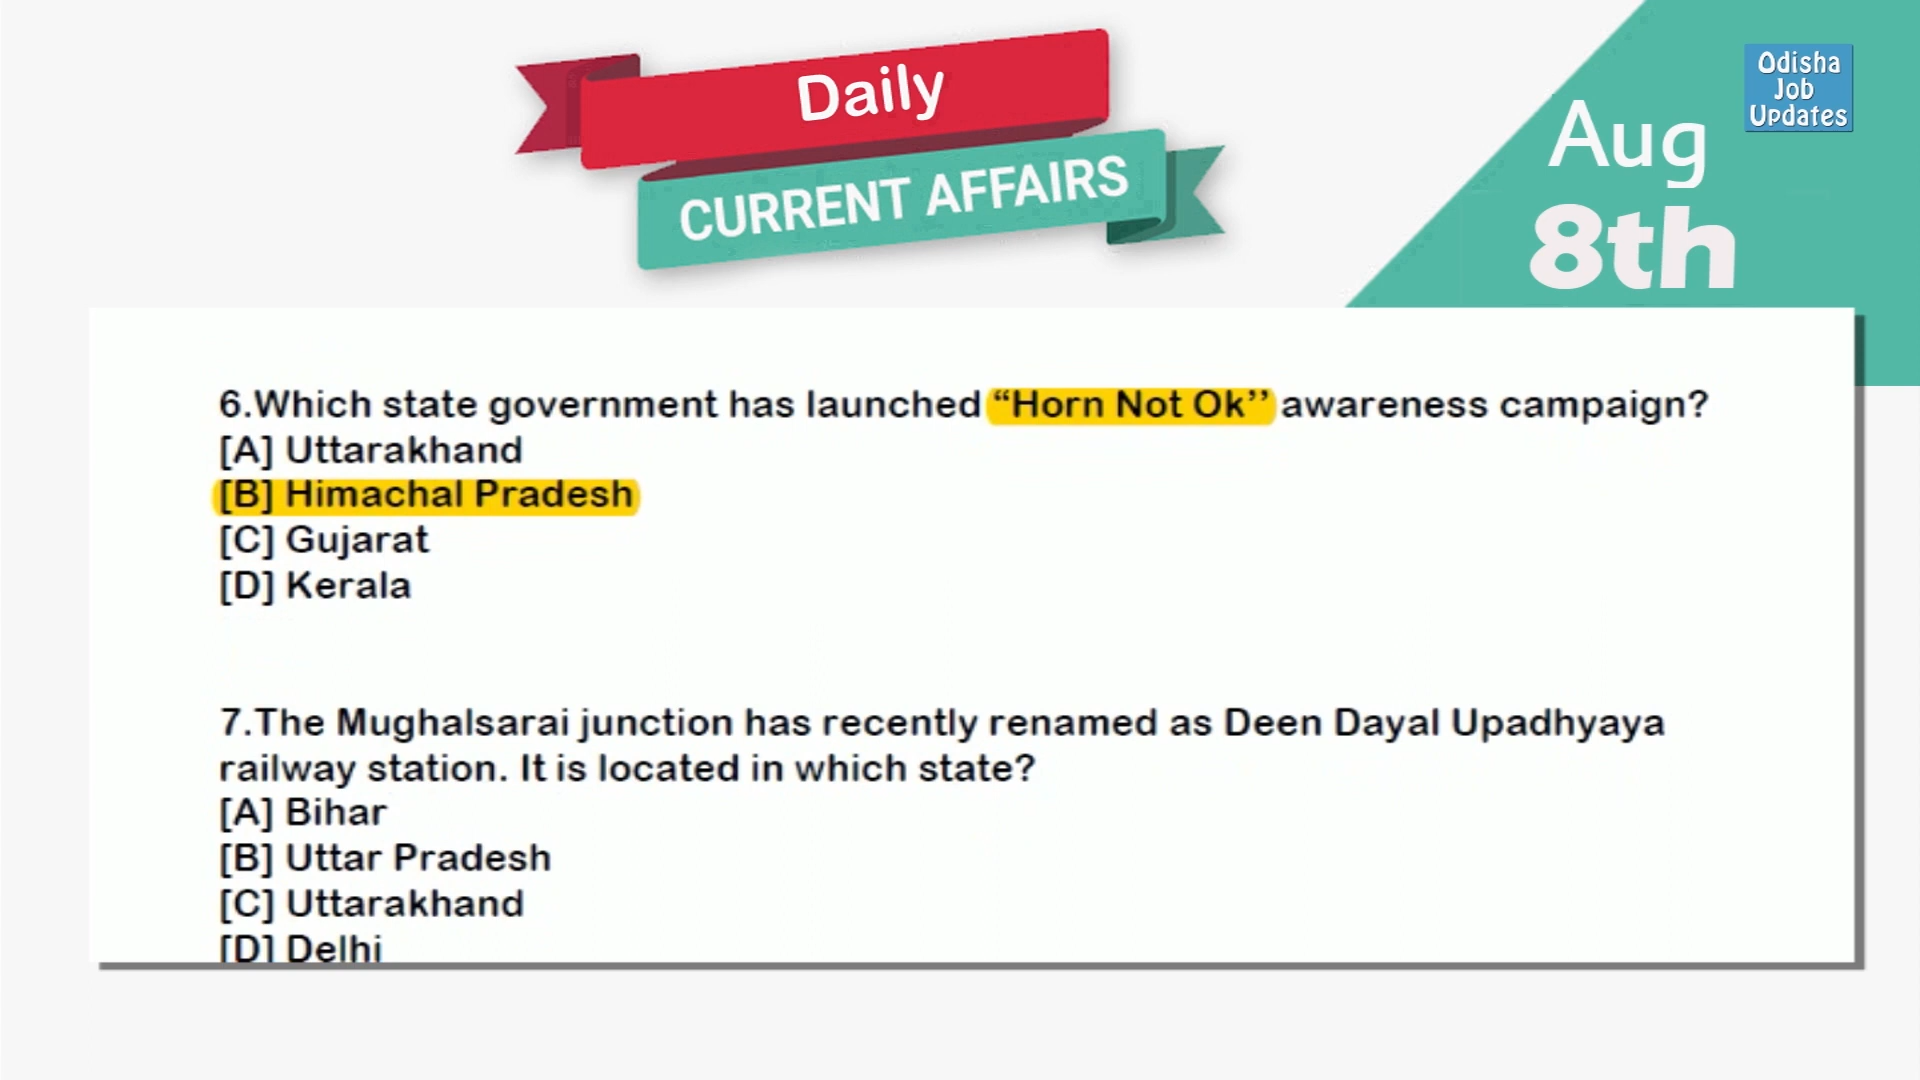 Daily
CURRENT AFFAIRS
Odisha
Job
Updates
Aug
8th
6.Which state government has launched “Horn Not Ok’’ awareness campaign?
[A] Uttarakhand
[B] Himachal Pradesh
[C] Gujarat
[D] Kerala
7.The Mughalsarai junction has recently renamed as Deen Dayal Upadhyaya
railway station. It is located in which state?
[A] Bihar
[B] Uttar Pradesh
[C] Uttarakhand
[D] Delhi